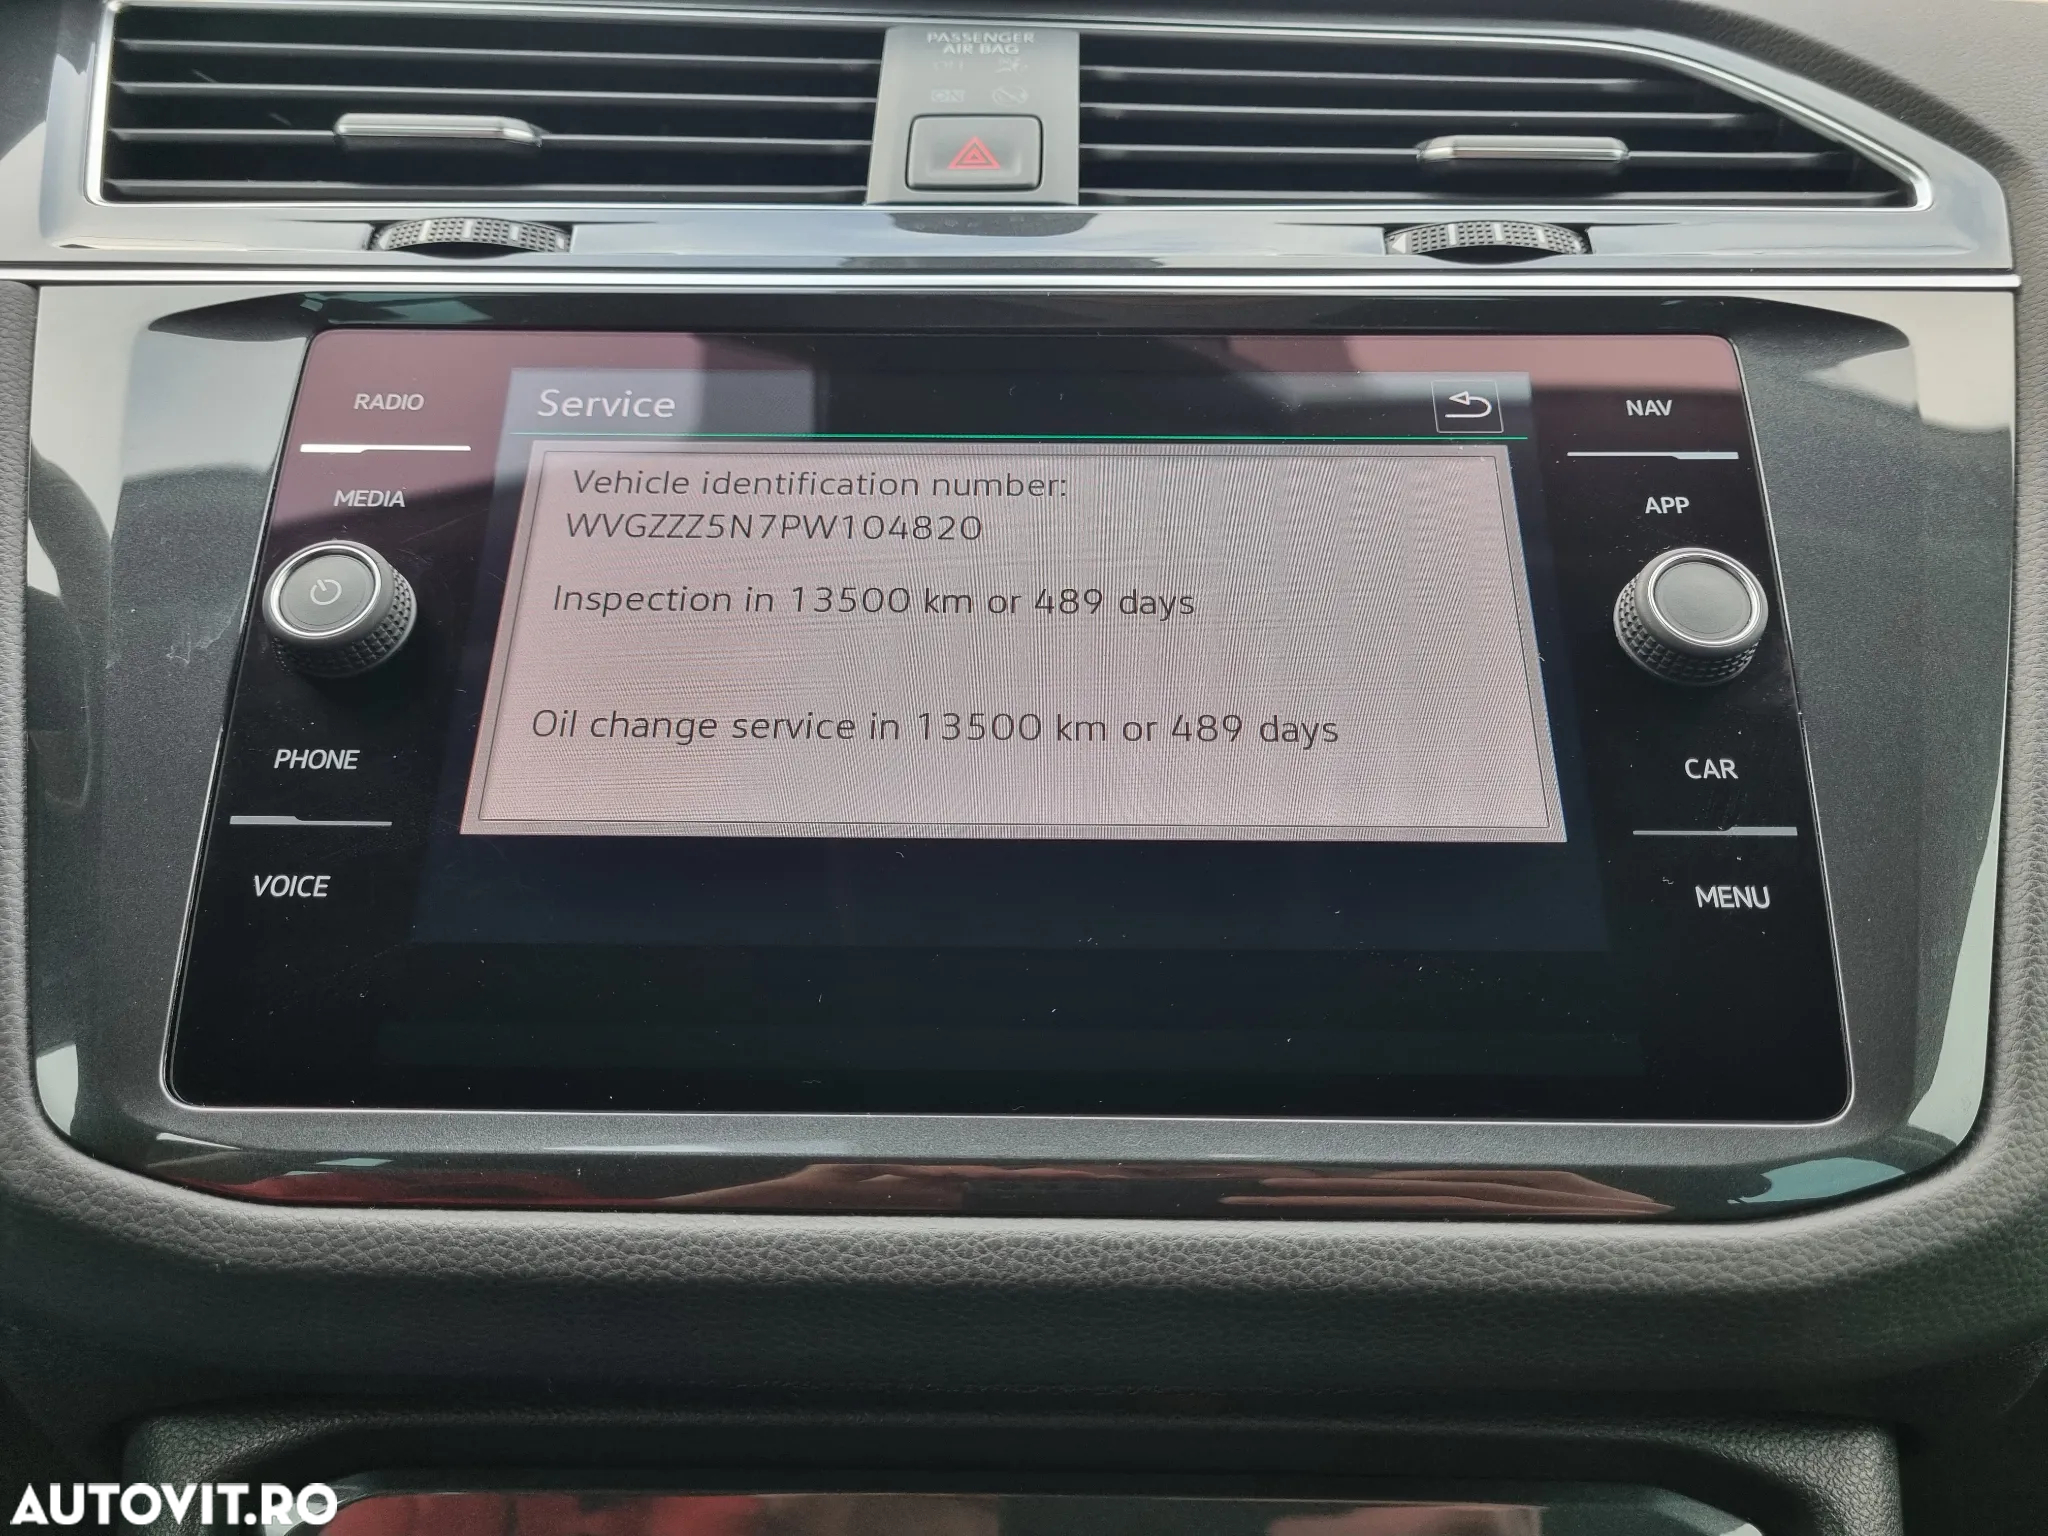 PASSENGER
AIR BAG
OFF
ON
RADIO
Service
NAV
MEDIA
Vehicle identification number:
WVGZZZ5N7PW104820
APP
Inspection in 13500 km or 489 days
Oil change service in 13500 km or 489 days
PHONE
CAR
VOICE
MENU
AUTOVIT.RO